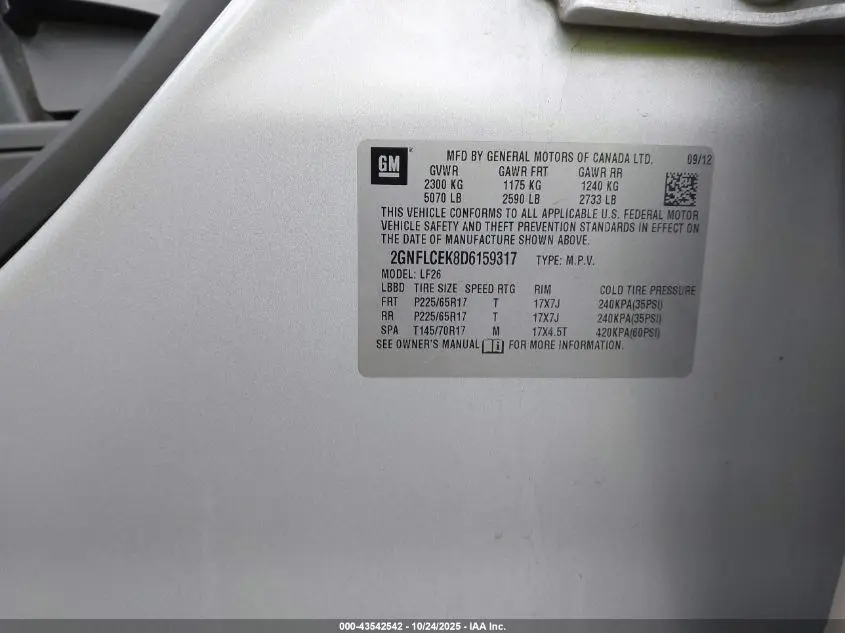 GM
MFD BY GENERAL MOTORS OF CANADA LTD. 09/12
GVWR GAWR FRT GAWR RR
2300 KG 1175 KG 1240 KG
5070 LB 2590 LB 2733 LB
THIS VEHICLE CONFORMS TO ALL APPLICABLE U.S. FEDERAL MOTOR
VEHICLE SAFETY AND THEFT PREVENTION STANDARDS IN EFFECT ON
THE DATE OF MANUFACTURE SHOWN ABOVE.
2GNFLCEK8D6159317 TYPE: M.P.V.
MODEL: LF26
LBBD TIRE SIZE SPEED RTG RIM COLD TIRE PRESSURE
FRT P225/65R17 T 17X7J 240KPA(35PSI)
RR P225/65R17 T 17X7J 240KPA(35PSI)
SPA T145/70R17 M 17X4.5T 420KPA(60PSI)
SEE OWNER'S MANUAL FOR MORE INFORMATION.
000-43542542 - 10/24/2025 - IAA Inc.